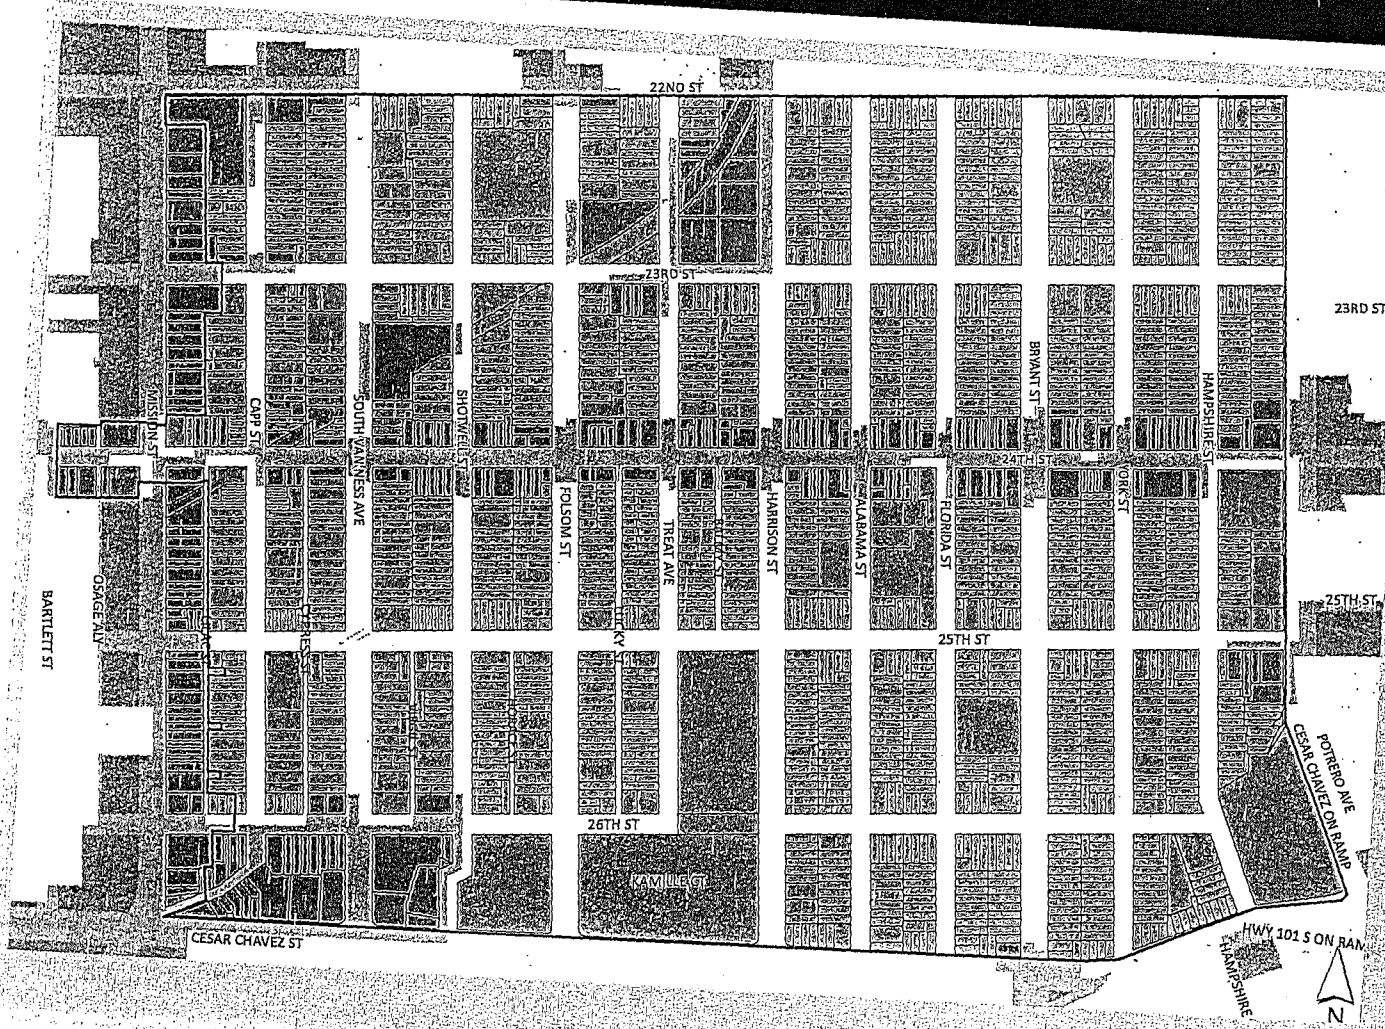 22ND ST
23RD ST
23RD ST
MISSION ST
CAPP ST
SOUTH VAN NESS AVE
SHOTWELL ST
BRYANT ST
HAMPSHIRE ST
24TH ST
FOLSOM ST
TREAT AVE
HARRISON ST
ALABAMA ST
FLORIDA ST
YORK ST
BARTLETT ST
OSAGE ALY
25TH ST
25TH ST
POTRERO AVE
CESAR CHAVEZ ON RAMP
26TH ST
KAMILLE CT
CESAR CHAVEZ ST
HWY 101 S ON RAM
HAMPSHIRE
N